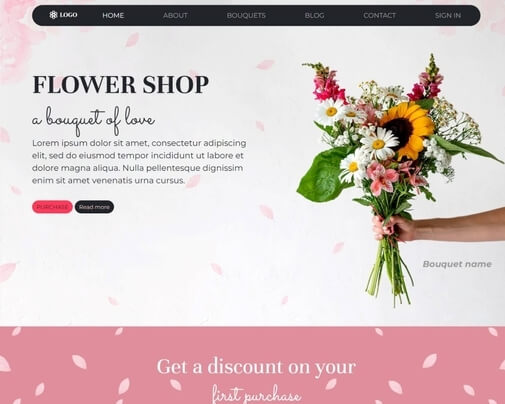 LOGO HOME ABOUT BOUQUETS BLOG CONTACT SIGN IN
FLOWER SHOP
a bouquet of love
Lorem ipsum dolor sit amet, consectetur adipiscing
elit, sed do eiusmod tempor incididunt ut labore et
dolore magna aliqua. Nulla pellentesque dignissim
enim sit amet venenatis urna cursus.
PURCHASE Read more
Bouquet name
Get a discount on your
first purchase